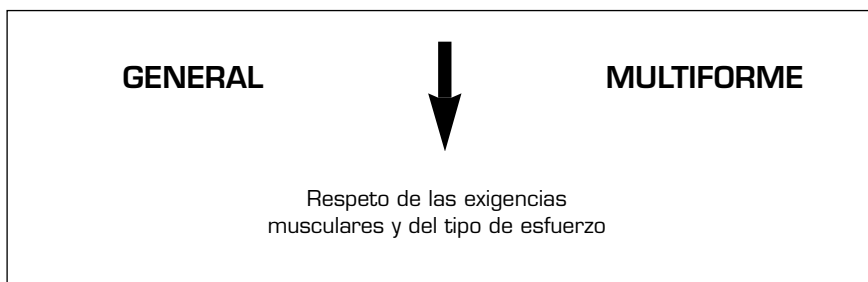 GENERAL
MULTIFORME
Respeto de las exigencias
musculares y del tipo de esfuerzo